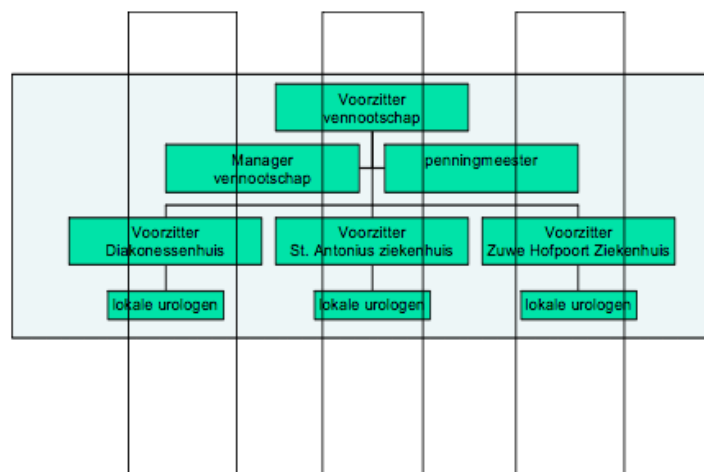 Voorzitter
vennootschap
Manager
vennootschap
penningmeester
Voorzitter
Diakonessenhuis
Voorzitter
St. Antonius ziekenhuis
Voorzitter
Zuwe Hofpoort Ziekenhuis
lokale urologen
lokale urologen
lokale urologen